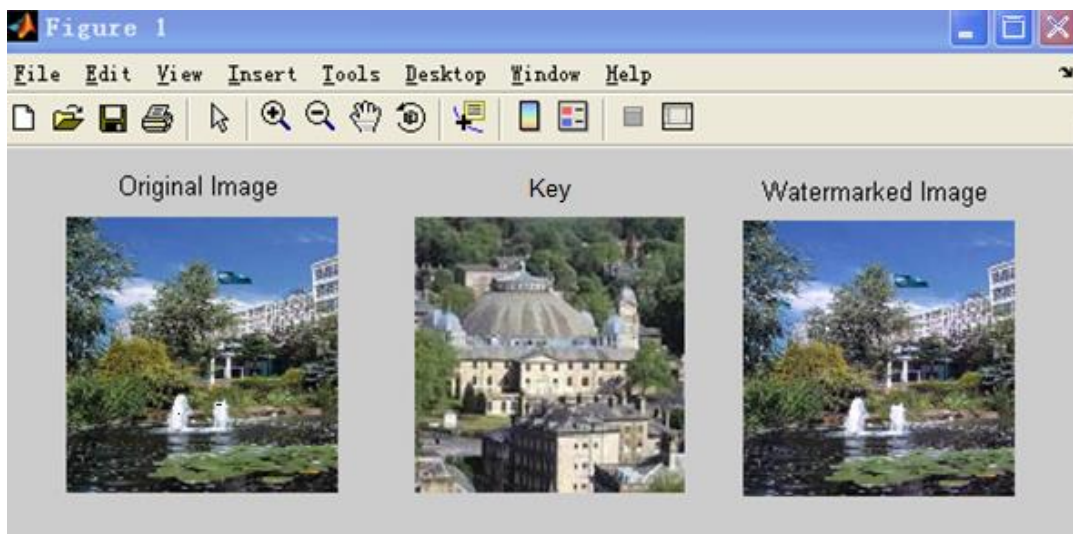 Figure 1
File Edit View Insert Tools Desktop Window Help
Original Image
Key
Watermarked Image